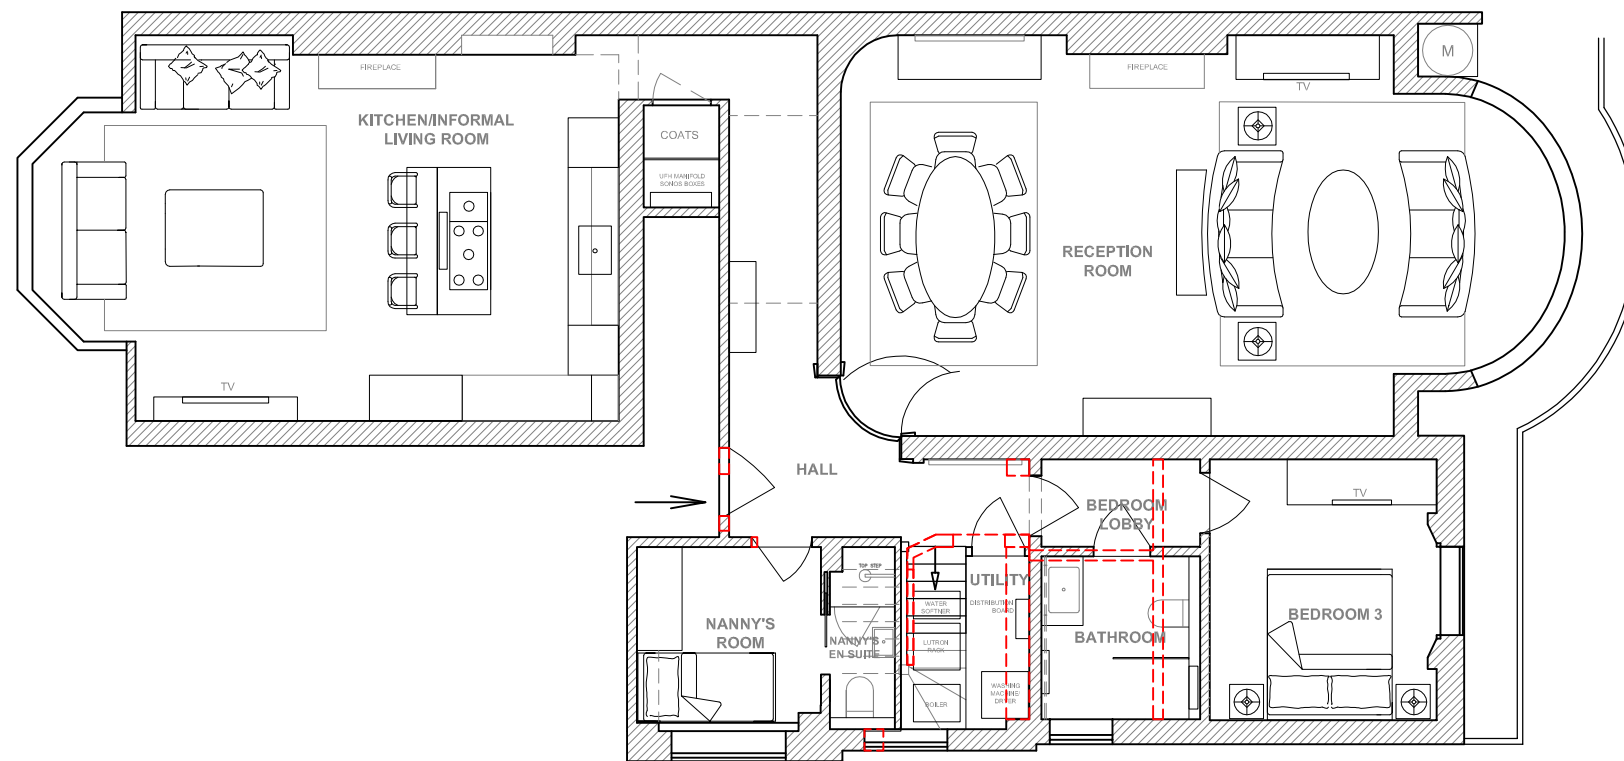 M
FIREPLACE
FIREPLACE
TV
KITCHEN/INFORMAL
LIVING ROOM
COATS
UFH MANIFOLD
SONOS BOXES
RECEPTION
ROOM
TV
HALL
BEDROOM
LOBBY
TV
TOP STEP
UTILITY
WATER
SOFTNER
DISTRIBUTION
BOARD
NANNY'S
ROOM
NANNY'S
EN SUITE
LUTRON
RACK
BATHROOM
BEDROOM 3
WASHING
MACHINE/
DRYER
BOILER